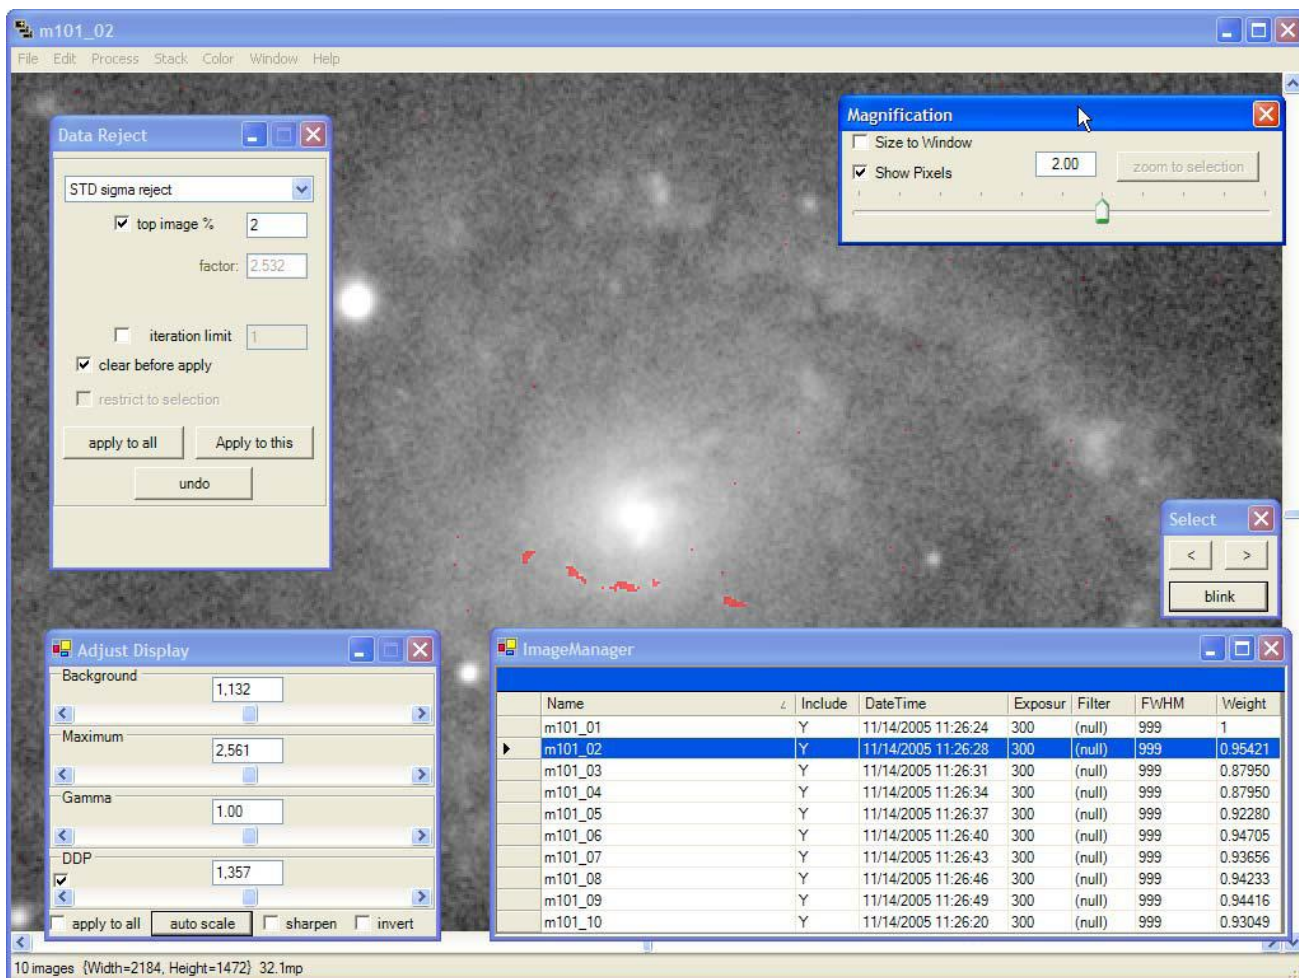 m101_02
File Edit Process Stack Color Window Help
Data Reject
STD sigma reject
top image % 2
factor: 2.532
iteration limit 1
clear before apply
restrict to selection
apply to all Apply to this
undo
Magnification
Size to Window
Show Pixels 2.00 zoom to selection
Select
< >
blink
Adjust Display
Background
1,132
Maximum
2,561
Gamma
1.00
DDP
1,357
apply to all auto scale sharpen invert
ImageManager
Name Include DateTime Exposur Filter FWHM Weight
m101_01 Y 11/14/2005 11:26:24 300 (null) 999 1
m101_02 Y 11/14/2005 11:26:28 300 (null) 999 0.95421
m101_03 Y 11/14/2005 11:26:31 300 (null) 999 0.87950
m101_04 Y 11/14/2005 11:26:34 300 (null) 999 0.87950
m101_05 Y 11/14/2005 11:26:37 300 (null) 999 0.92280
m101_06 Y 11/14/2005 11:26:40 300 (null) 999 0.94705
m101_07 Y 11/14/2005 11:26:43 300 (null) 999 0.93656
m101_08 Y 11/14/2005 11:26:46 300 (null) 999 0.94233
m101_09 Y 11/14/2005 11:26:49 300 (null) 999 0.94416
m101_10 Y 11/14/2005 11:26:20 300 (null) 999 0.93049
10 images {Width=2184, Height=1472} 32.1mp